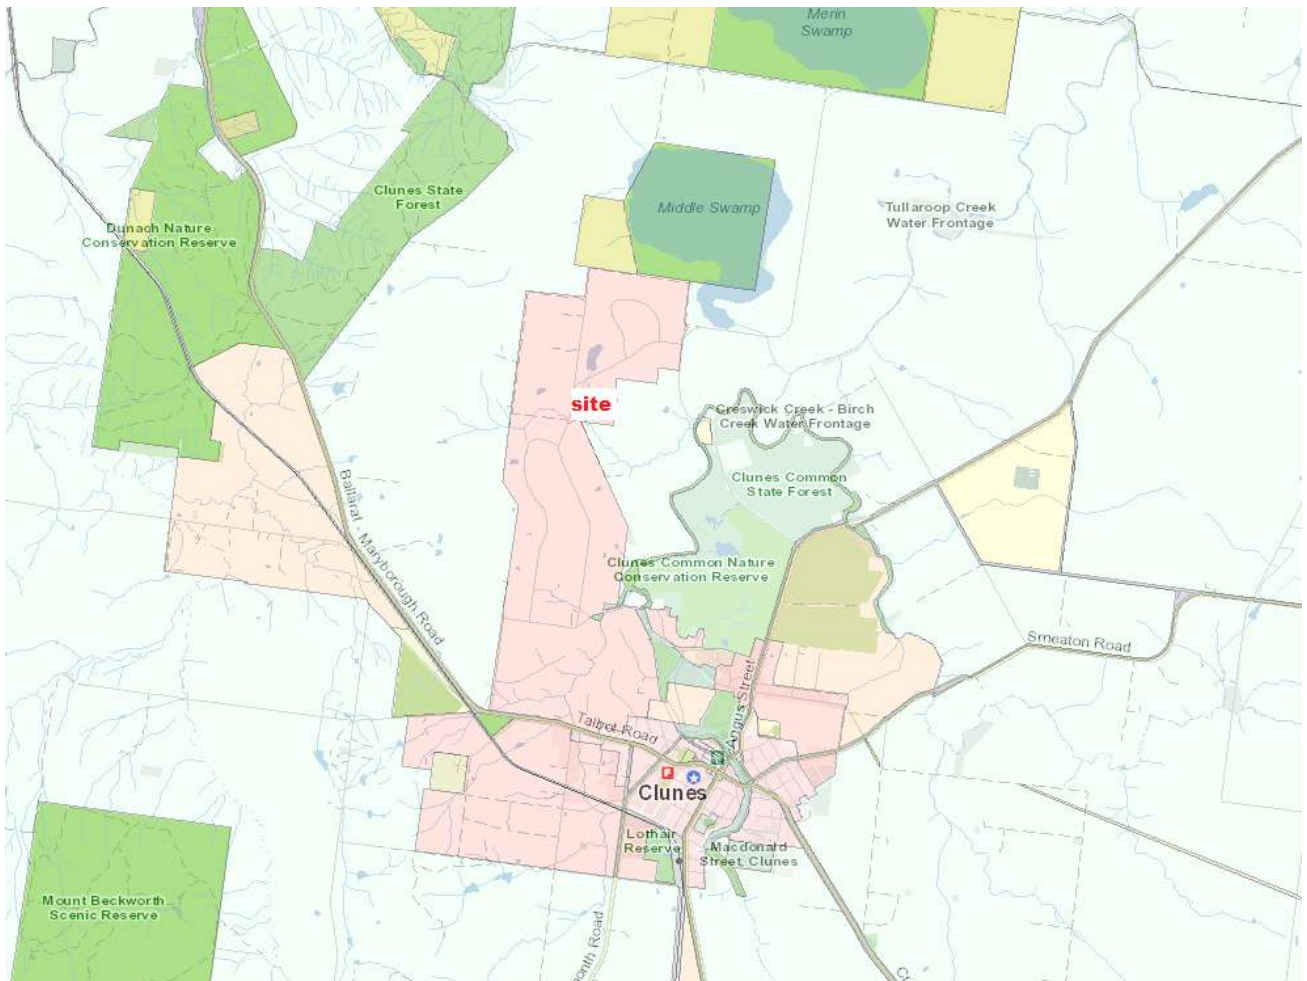 Merin
Swamp
Clunes State
Forest
Middle Swamp
Tullaroop Creek
Water Frontage
Dunach Nature
Conservation Reserve
site
Creswick Creek - Birch
Creek Water Frontage
Clunes Common
State Forest
Ballarat - Maryborough Road
Clunes Common Nature
Conservation Reserve
Smeaton Road
Angus Street
Talbot Road
Clunes
Lothair
Reserve
Macdonald
Street, Clunes
Mount Beckworth
Scenic Reserve
Road